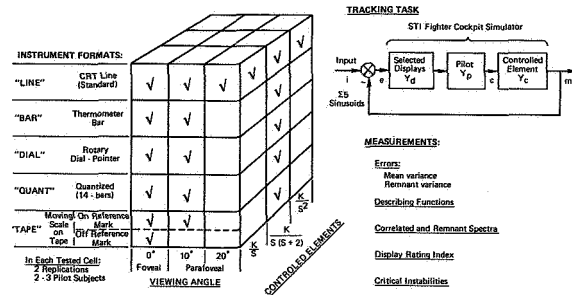 INSTRUMENT FORMATS:
"LINE" CRT Line (Standard)
"BAR" Thermometer Bar
"DIAL" Rotary Dial - Pointer
"QUANT" Quantized (14 - bars)
"TAPE" Moving Scale on Tape
On Reference Mark
Off Reference Mark
In Each Tested Cell:
2 Replications
2 - 3 Pilot Subjects
0° 10° 20°
Foveal Parafoveal
VIEWING ANGLE
K/S
K/S(S + 2)
K/S²
CONTROLED ELEMENTS
TRACKING TASK
STI Fighter Cockpit Simulator
Input
i
Σ5 Sinusoids
-
e
Selected Displays Yd
Pilot Yp
c
Controlled Element Yc
m
MEASUREMENTS:
Errors:
Mean variance
Remnant variance
Describing Functions
Correlated and Remnant Spectra
Display Rating Index
Critical Instabilities